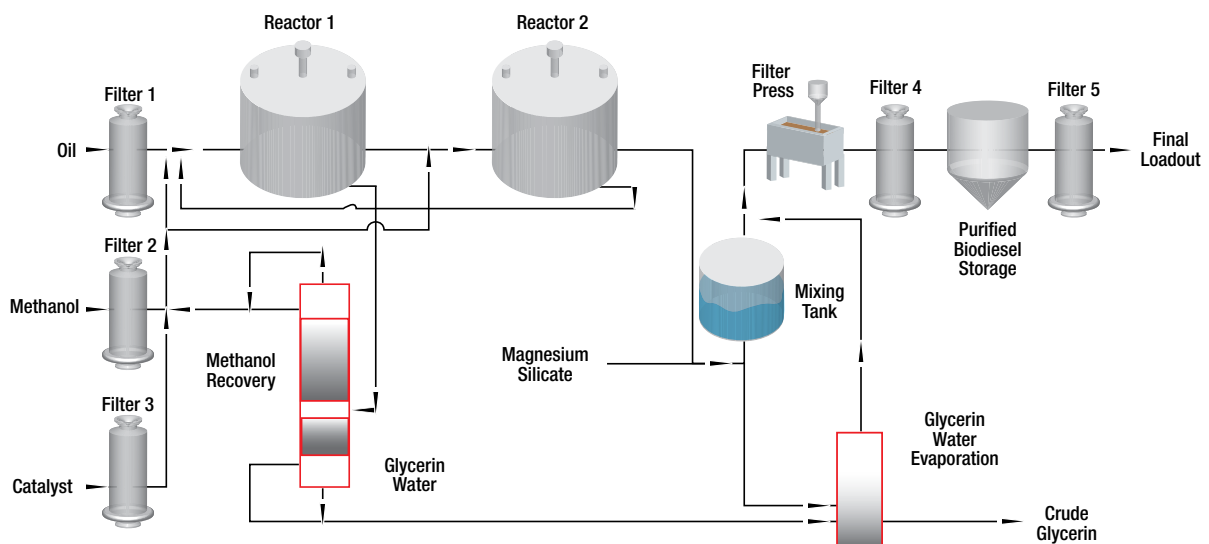 Reactor 1
Reactor 2
Filter 1
Filter
Press
Filter 4
Filter 5
Oil
Final
Loadout
Filter 2
Purified
Biodiesel
Storage
Methanol
Mixing
Tank
Methanol
Recovery
Magnesium
Silicate
Filter 3
Glycerin
Water
Evaporation
Glycerin
Water
Catalyst
Crude
Glycerin